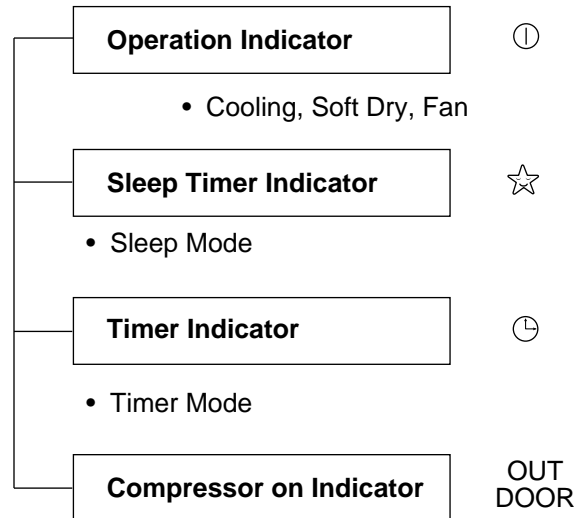 Operation Indicator
• Cooling, Soft Dry, Fan
Sleep Timer Indicator
• Sleep Mode
Timer Indicator
• Timer Mode
Compressor on Indicator
OUT
DOOR